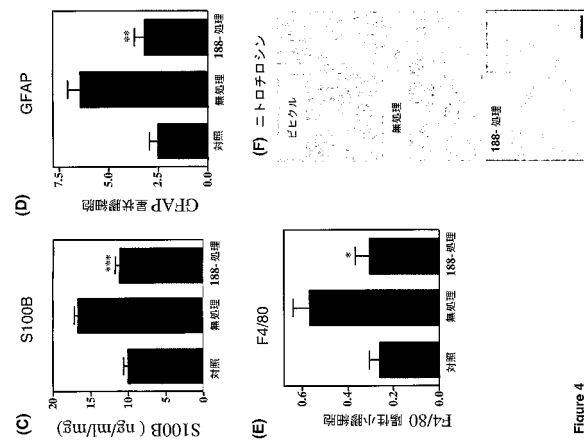 (C)
S100B
S100B (ng/ml/mg)
20
15
10
5
0
***
対照
無処理
188-処理
(D)
GFAP
GFAP 星状膠細胞
7.5
5.0
2.5
0.0
**
対照
無処理
188-処理
(E)
F4/80
F4/80 陽性小膠細胞
0.6
0.4
0.2
0.0
*
対照
無処理
188-処理
(F) ニトロチロシン
ビヒクル
無処理
188-処理
Figure 4